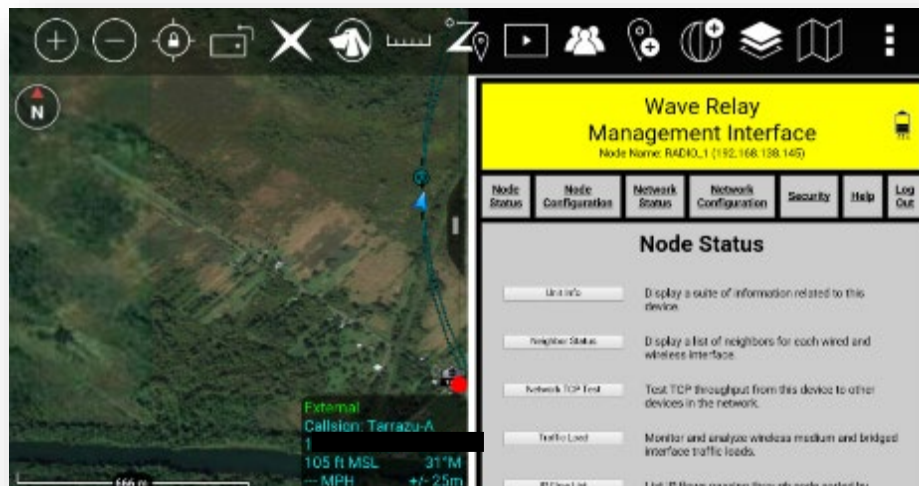 N
External
Callsign: Tarrazu-A
1
105 ft MSL 31°M
--- MPH +/- 25m
666 m
Wave Relay
Management Interface
Node Name: RADIO_1 (192.168.138.145)
Node Status
Node Configuration
Network Status
Network Configuration
Security
Help
Log Out
Node Status
Unit Info
Display a suite of information related to this
device.
Neighbor Status
Display a list of neighbors for each wired and
wireless interface.
Network TCP Test
Test TCP throughput from this device to other
devices in the network.
Traffic Load
Monitor and analyze wireless medium and bridged
interface traffic loads.